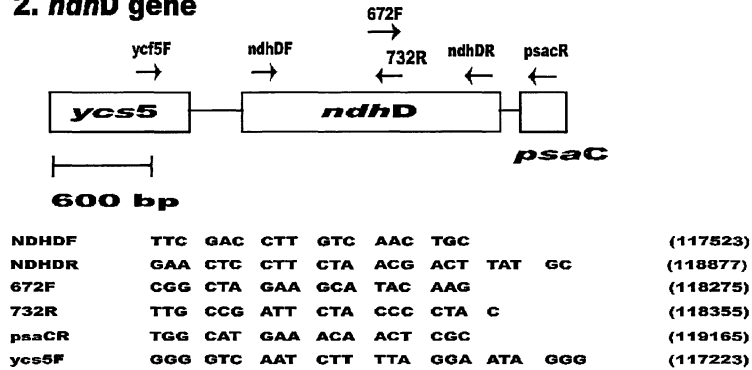 2. ndhD gene
672F
ycf5F ndhDF 732R ndhDR psacR
ycs5 ndhD
psaC
600 bp
NDHDF TTC GAC CTT GTC AAC TGC (117523)
NDHDR GAA CTC CTT CTA ACG ACT TAT GC (118877)
672F CGG CTA GAA GCA TAC AAG (118275)
732R TTG CCG ATT CTA CCC CTA C (118355)
psaCR TGG CAT GAA ACA ACT CGC (119165)
ycs5F GGG GTC AAT CTT TTA GGA ATA GGG (117223)